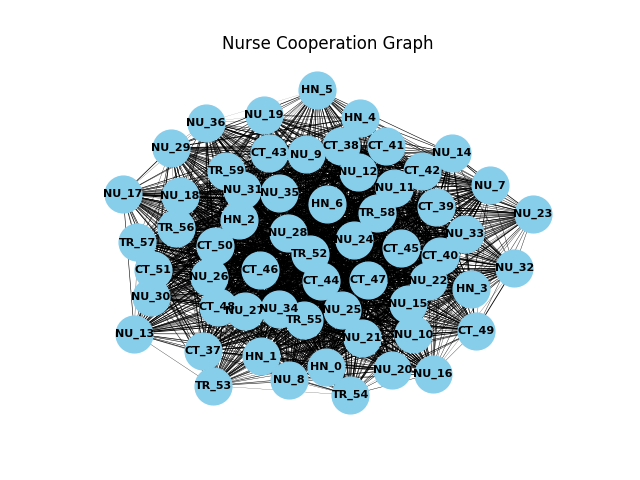 Nurse Cooperation Graph
HN_5
NU_19
HN_4
NU_36
NU_29
CT_43
NU_9
CT_38
CT_41
NU_14
TR_59
NU_12
CT_42
NU_17
NU_18
NU_31
NU_35
NU_11
NU_7
HN_6
CT_39
TR_58
NU_23
TR_56
HN_2
NU_28
NU_24
NU_33
TR_57
CT_50
TR_52
CT_45
CT_40
CT_51
NU_26
CT_46
CT_44
CT_47
NU_22
NU_32
NU_30
HN_3
CT_48
NU_27
NU_34
TR_55
NU_25
NU_15
NU_13
NU_21
NU_10
CT_49
CT_37
HN_1
HN_0
NU_8
NU_20
NU_16
TR_53
TR_54